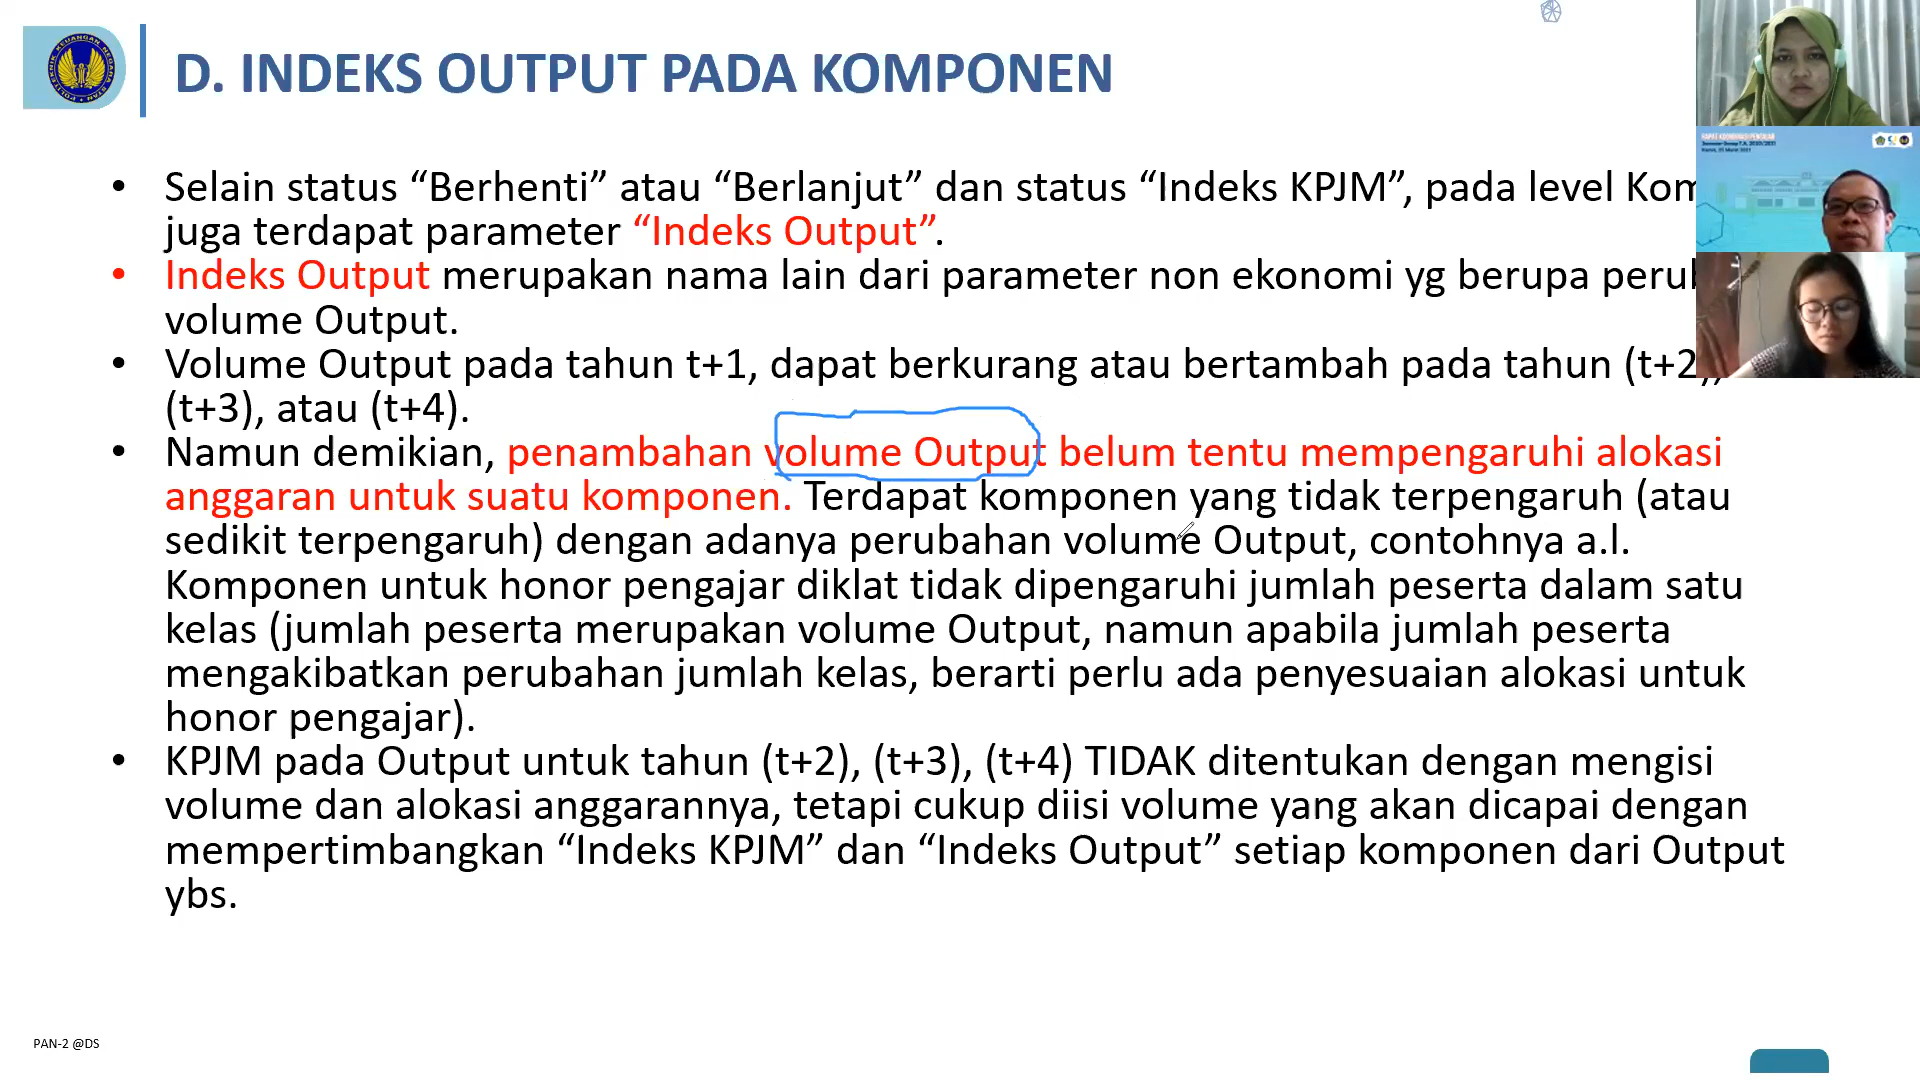 D. INDEKS OUTPUT PADA KOMPONEN
POLITEKNIK KEUANGAN NEGARA STAN
• Selain status “Berhenti” atau “Berlanjut” dan status “Indeks KPJM”, pada level Kom
juga terdapat parameter “Indeks Output”.
• Indeks Output merupakan nama lain dari parameter non ekonomi yg berupa perub
volume Output.
• Volume Output pada tahun t+1, dapat berkurang atau bertambah pada tahun (t+2),
(t+3), atau (t+4).
• Namun demikian, penambahan volume Output belum tentu mempengaruhi alokasi
anggaran untuk suatu komponen. Terdapat komponen yang tidak terpengaruh (atau
sedikit terpengaruh) dengan adanya perubahan volume Output, contohnya a.l.
Komponen untuk honor pengajar diklat tidak dipengaruhi jumlah peserta dalam satu
kelas (jumlah peserta merupakan volume Output, namun apabila jumlah peserta
mengakibatkan perubahan jumlah kelas, berarti perlu ada penyesuaian alokasi untuk
honor pengajar).
• KPJM pada Output untuk tahun (t+2), (t+3), (t+4) TIDAK ditentukan dengan mengisi
volume dan alokasi anggarannya, tetapi cukup diisi volume yang akan dicapai dengan
mempertimbangkan “Indeks KPJM” dan “Indeks Output” setiap komponen dari Output
ybs.
PAN-2 @DS